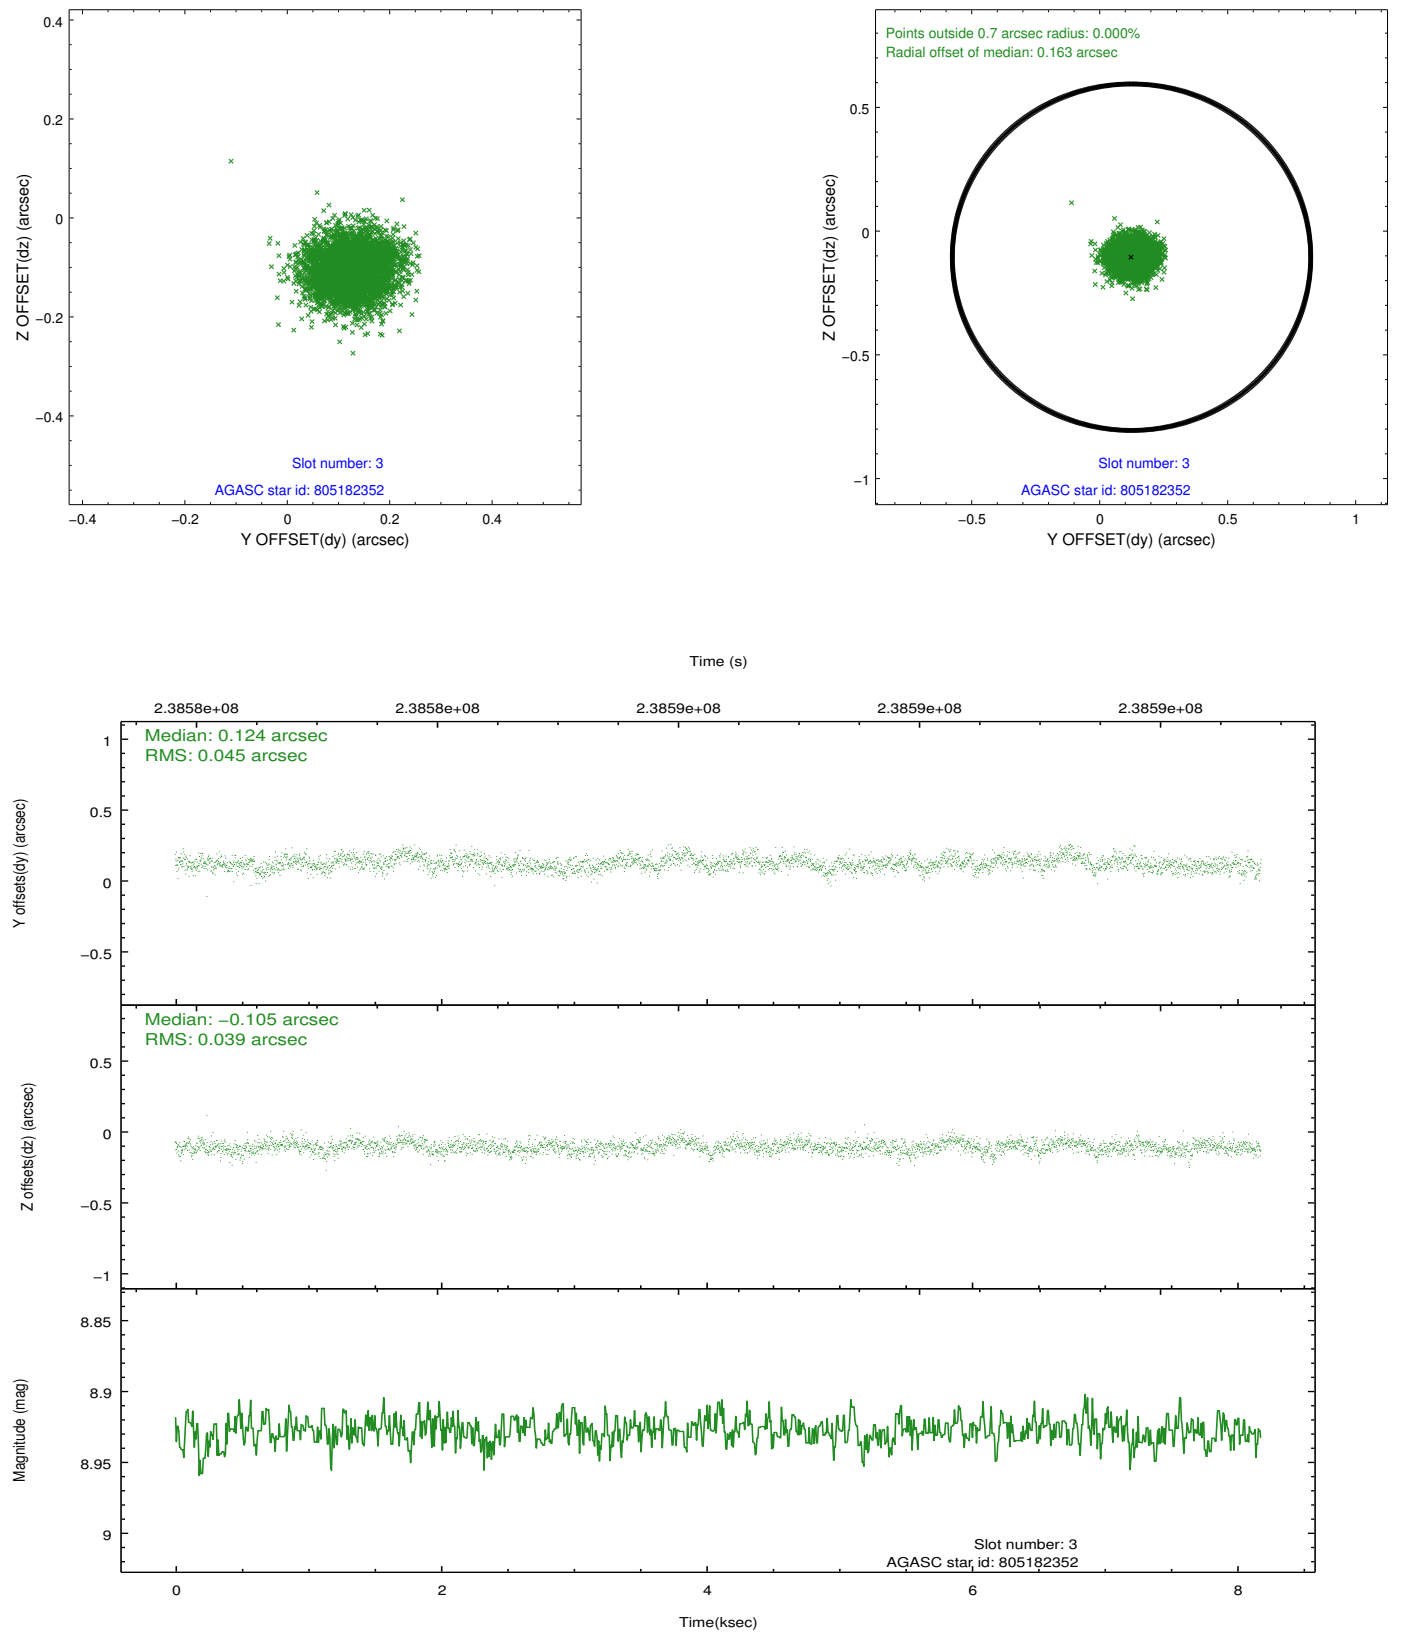 0.4
0.2
0
−0.2
−0.4
Z OFFSET(dz) (arcsec)
Slot number: 3
AGASC star id: 805182352
−0.4
−0.2
0
0.2
0.4
Y OFFSET(dy) (arcsec)
Points outside 0.7 arcsec radius: 0.000%
Radial offset of median: 0.163 arcsec
0.5
0
−0.5
−1
Z OFFSET(dz) (arcsec)
Slot number: 3
AGASC star id: 805182352
−0.5
0
0.5
1
Y OFFSET(dy) (arcsec)
Time (s)
2.3858e+08
2.3858e+08
2.3859e+08
2.3859e+08
2.3859e+08
Median: 0.124 arcsec
RMS: 0.045 arcsec
1
0.5
0
−0.5
Y offsets(dy) (arcsec)
Median: −0.105 arcsec
RMS: 0.039 arcsec
0.5
0
−0.5
−1
Z offsets(dz) (arcsec)
8.85
8.9
8.95
9
Magnitude (mag)
Slot number: 3
AGASC star id: 805182352
0
2
4
6
8
Time(ksec)